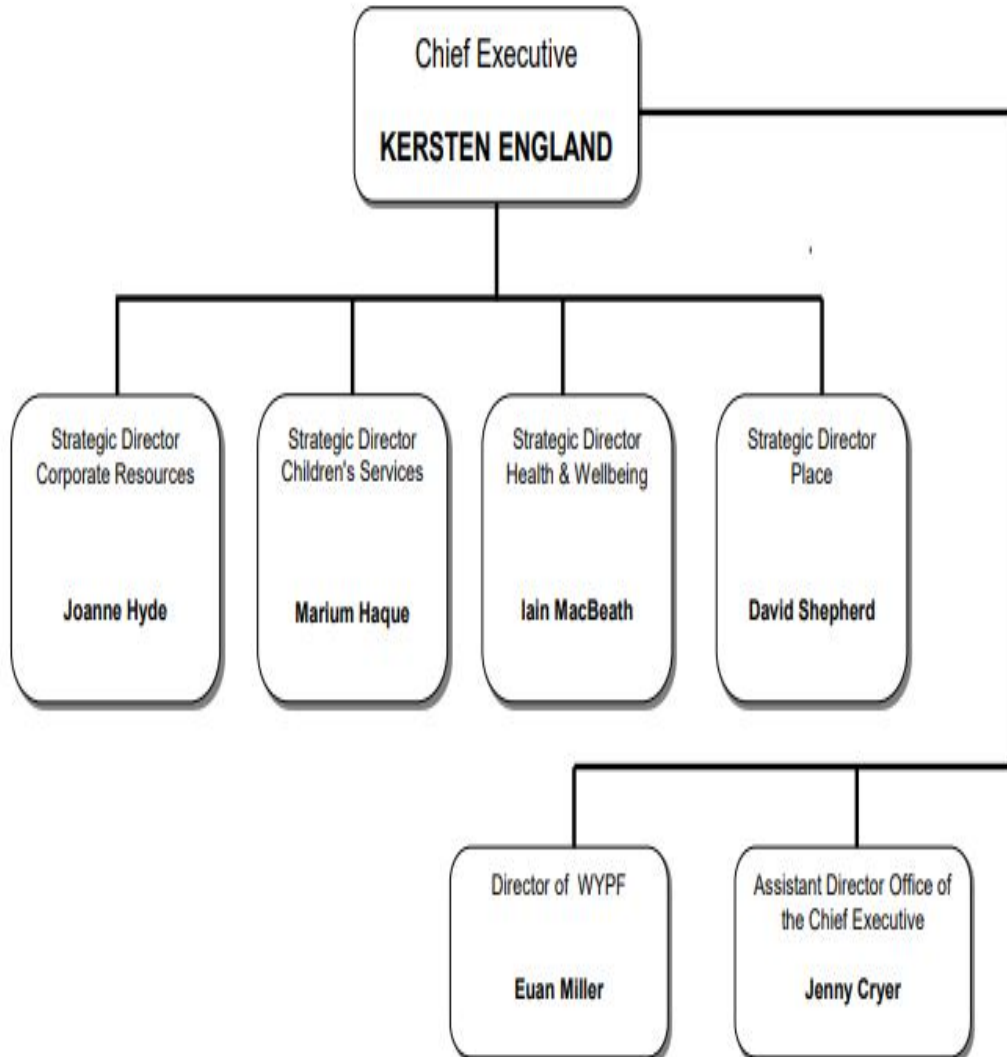 Chief Executive
KERSTEN ENGLAND
Strategic Director
Corporate Resources
Joanne Hyde
Strategic Director
Children's Services
Marium Haque
Strategic Director
Health & Wellbeing
Iain MacBeath
Strategic Director
Place
David Shepherd
Director of WYPF
Euan Miller
Assistant Director Office of
the Chief Executive
Jenny Cryer